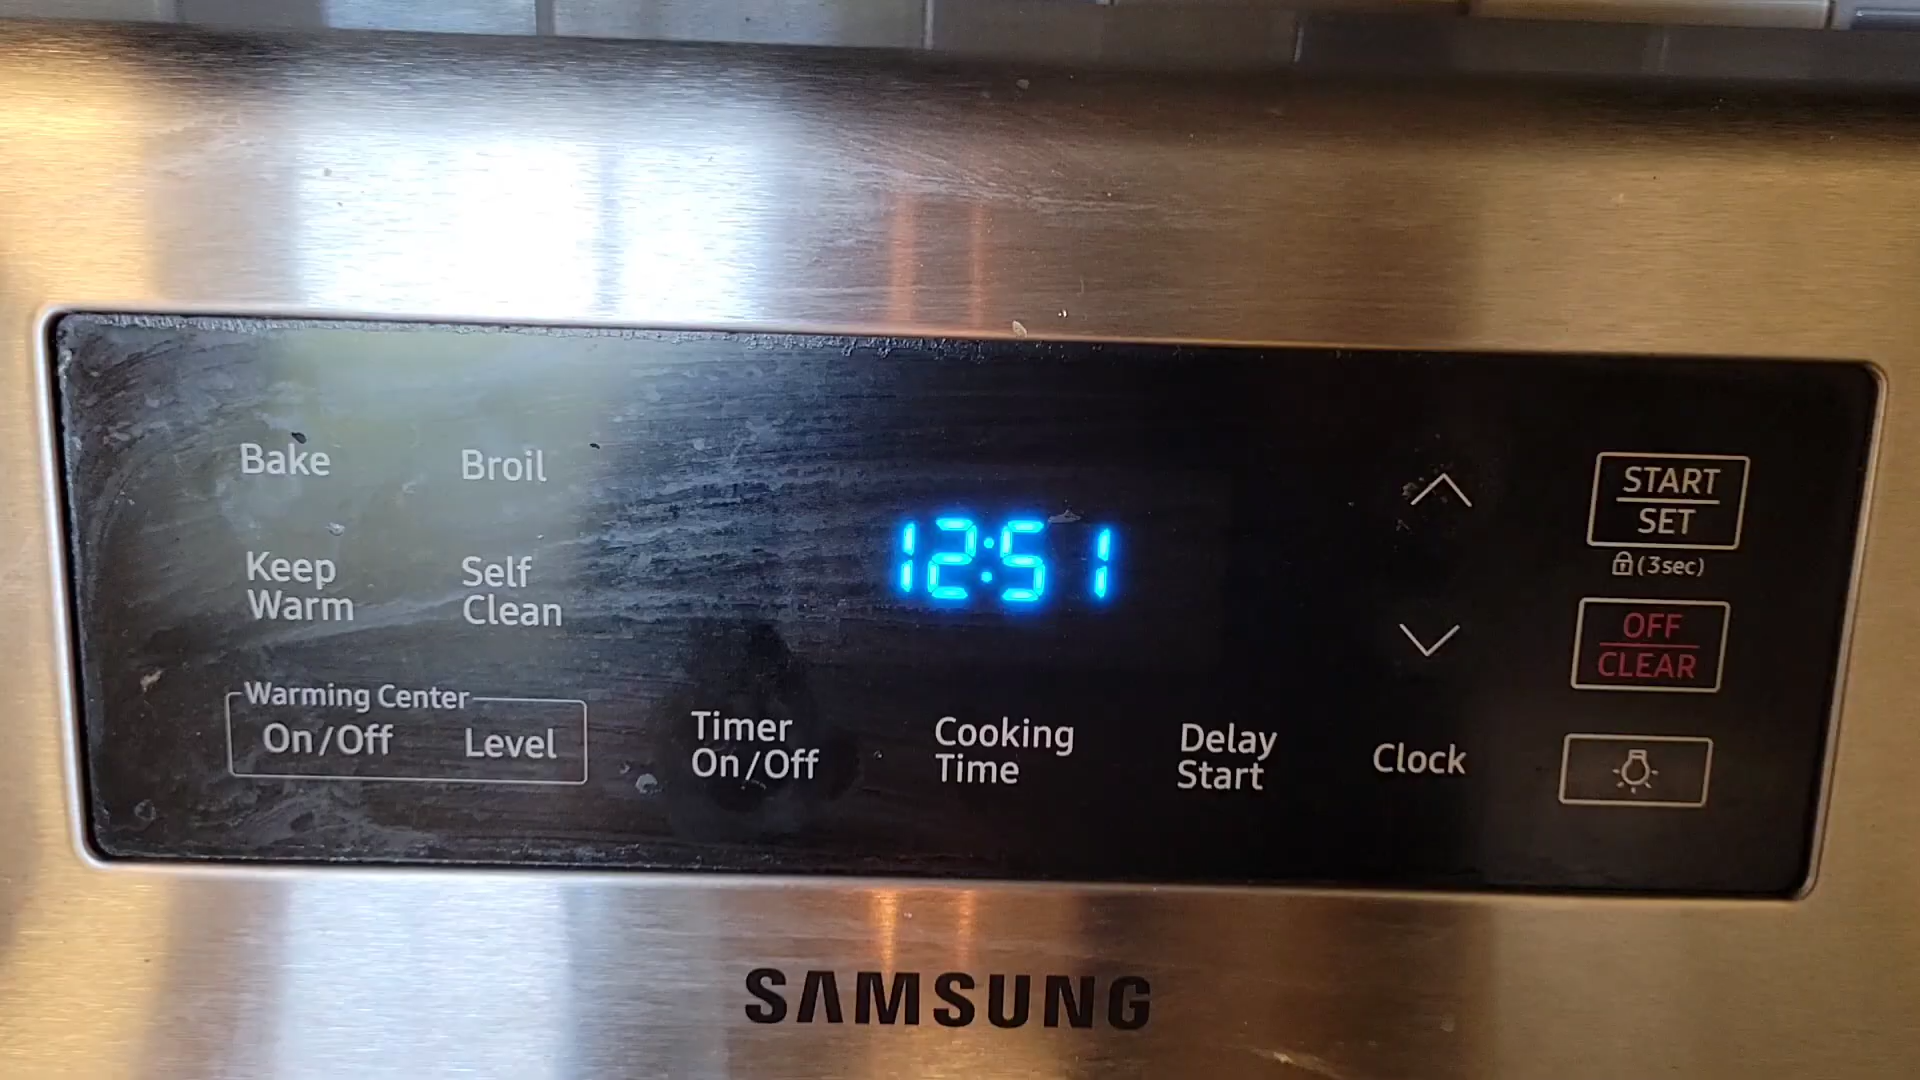 Bake
Broil
Keep
Warm
Self
Clean
Warming Center
On/Off
Level
12:51
Timer
On/Off
Cooking
Time
Delay
Start
Clock
START
SET
(3sec)
OFF
CLEAR
SAMSUNG